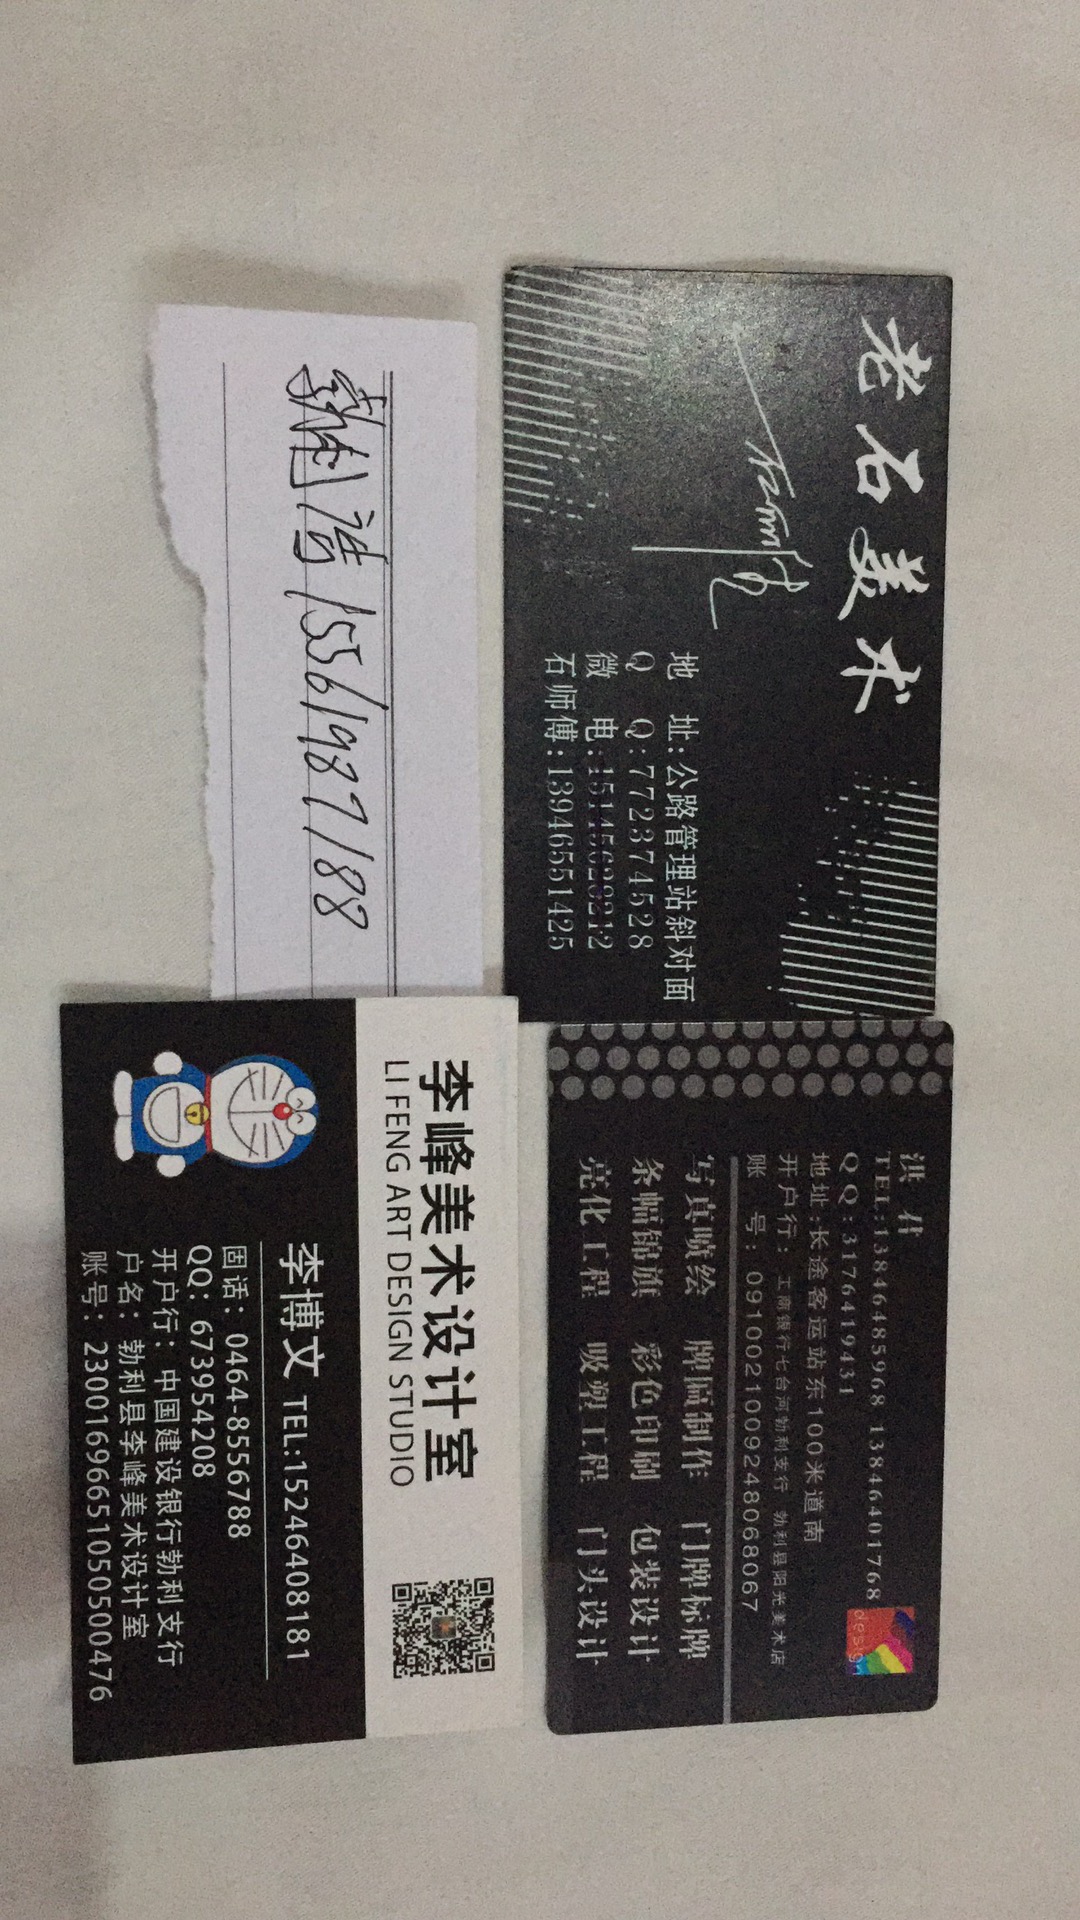 老石美术
地 址:公路管理站斜对面
Q Q:772374528
微 电:15145628212
石师傅:13946551425
洪君
TEL:13846485968 13846401768
QQ:3176419431
地址:长途客运站东100米道南
开户行: 工商银行七台河勃利支行 勃利县阳光美术店
账 号: 091002100924806067
design
写真喷绘 牌匾制作 门牌标牌
条幅锦旗 彩色印刷 包装设计
亮化工程 吸塑工程 门头设计
15561987188
李峰美术设计室
LI FENG ART DESIGN STUDIO
李博文 TEL:15246408181
固话: 0464-8556788
QQ: 673954208
开户行: 中国建设银行勃利支行
户名: 勃利县李峰美术设计室
账号: 23001696651050500476